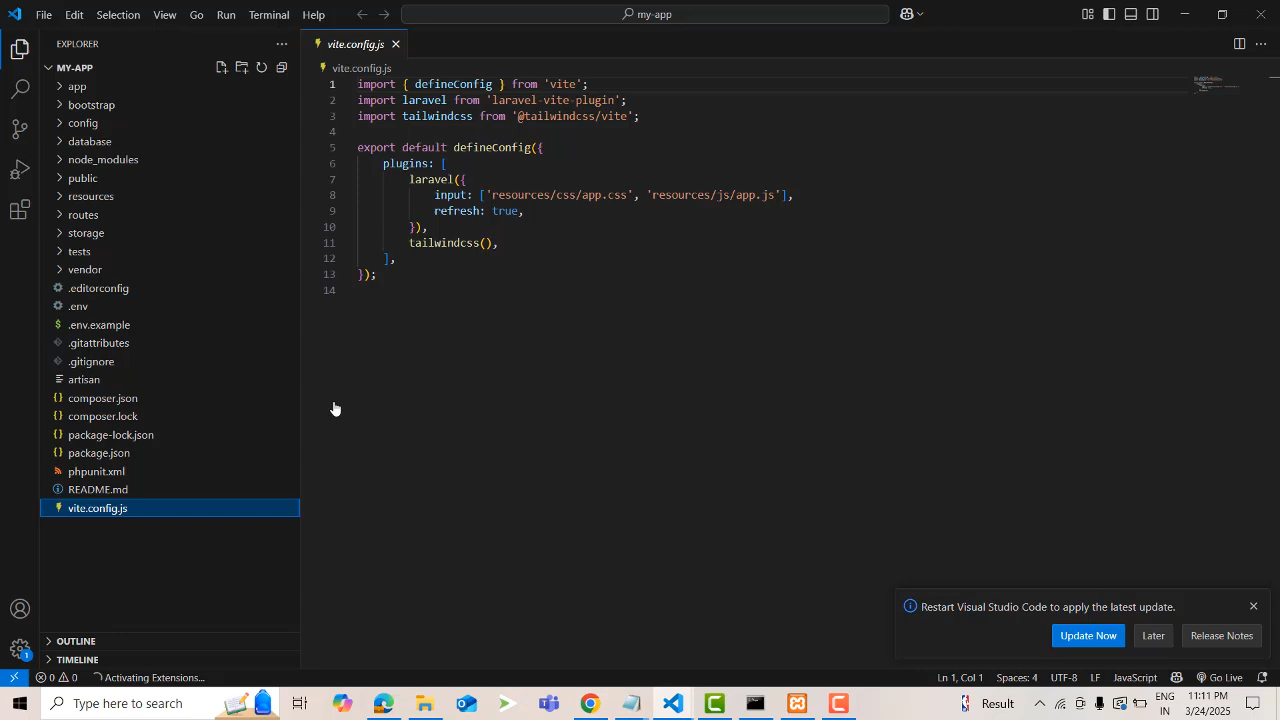 File Edit Selection View Go Run Terminal Help my-app
EXPLORER
MY-APP
app
bootstrap
config
database
node_modules
public
resources
routes
storage
tests
vendor
.editorconfig
.env
.env.example
.gitattributes
.gitignore
artisan
composer.json
composer.lock
package-lock.json
package.json
phpunit.xml
README.md
vite.config.js
OUTLINE
TIMELINE
vite.config.js
vite.config.js
1 import { defineConfig } from 'vite';
2 import laravel from 'laravel-vite-plugin';
3 import tailwindcss from '@tailwindcss/vite';
4
5 export default defineConfig({
6 plugins: [
7 laravel({
8 input: ['resources/css/app.css', 'resources/js/app.js'],
9 refresh: true,
10 }),
11 tailwindcss(),
12 ],
13 });
14
Restart Visual Studio Code to apply the latest update.
Update Now Later Release Notes
1
0 0 Activating Extensions... Ln 1, Col 1 Spaces: 4 UTF-8 LF JavaScript Go Live
Type here to search Result ENG IN 11:11 PM 3/24/2025